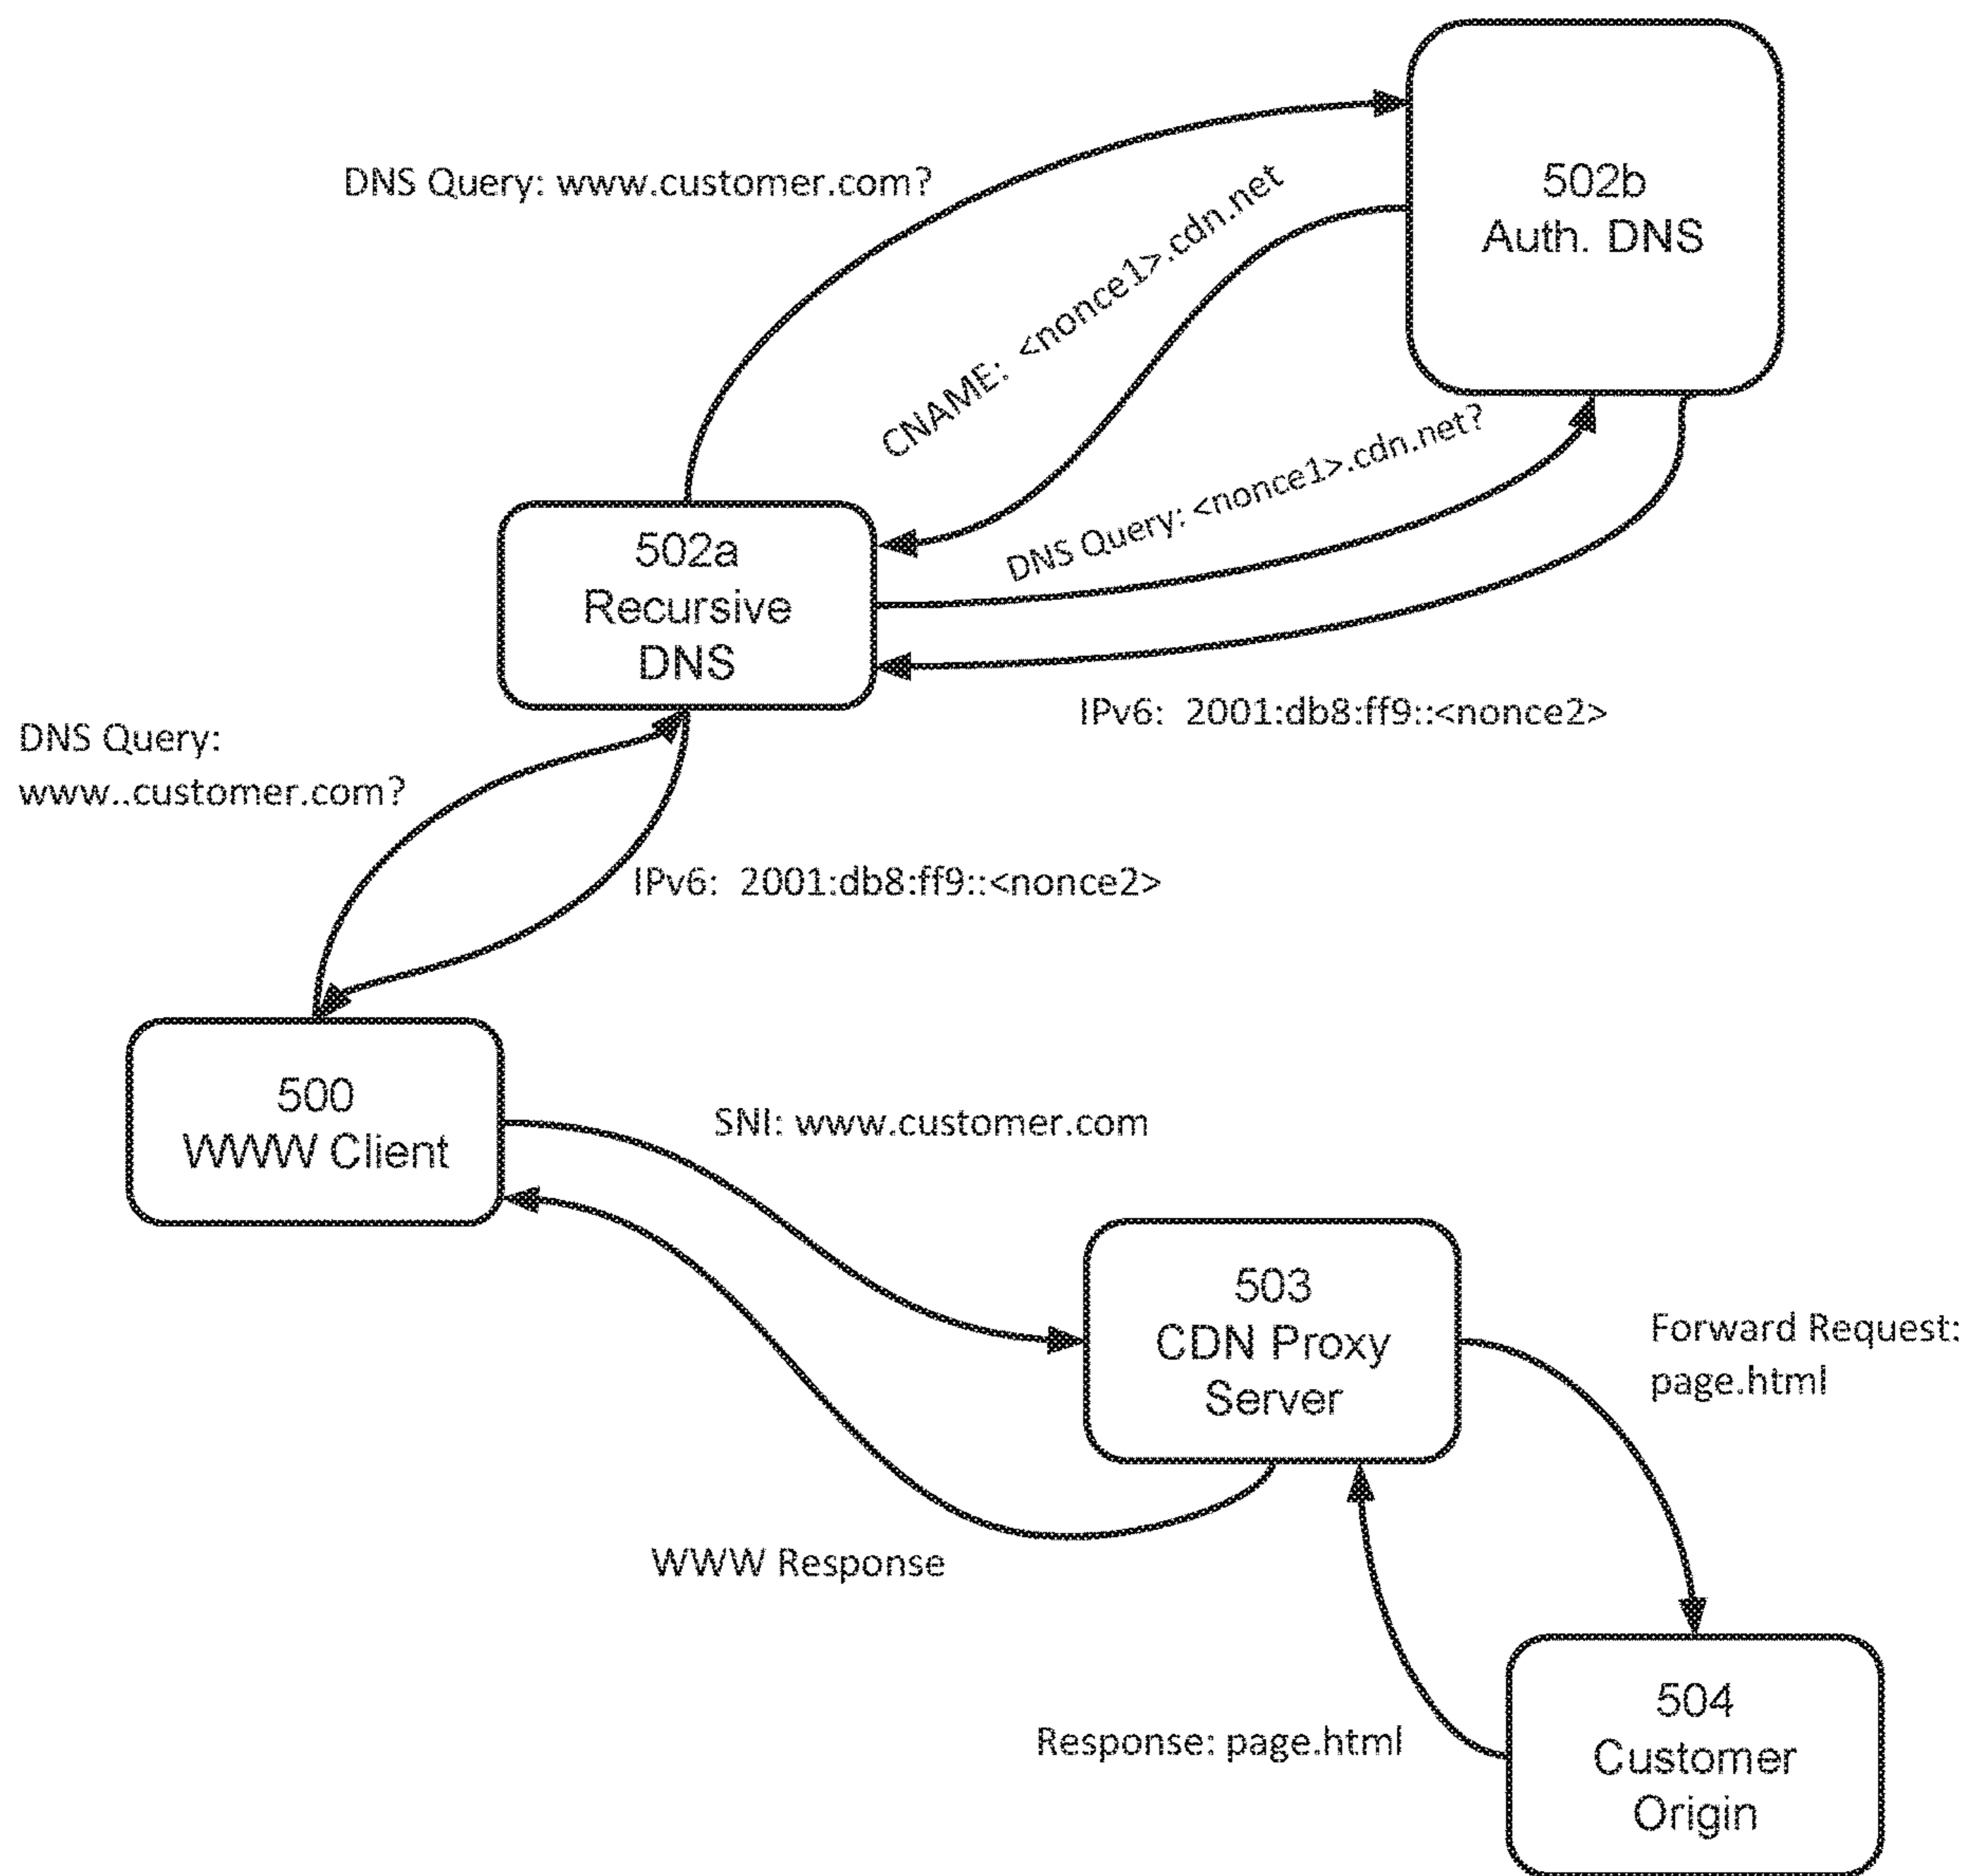 DNS Query: www.customer.com?
502b
Auth. DNS
CNAME: <nonce1>.cdn.net
DNS Query: <nonce1>.cdn.net?
502a
Recursive
DNS
IPv6: 2001:db8:ff9::<nonce2>
DNS Query:
www..customer.com?
IPv6: 2001:db8:ff9::<nonce2>
500
WWW Client
SNI: www.customer.com
503
CDN Proxy
Server
Forward Request:
page.html
WWW Response
504
Customer
Origin
Response: page.html